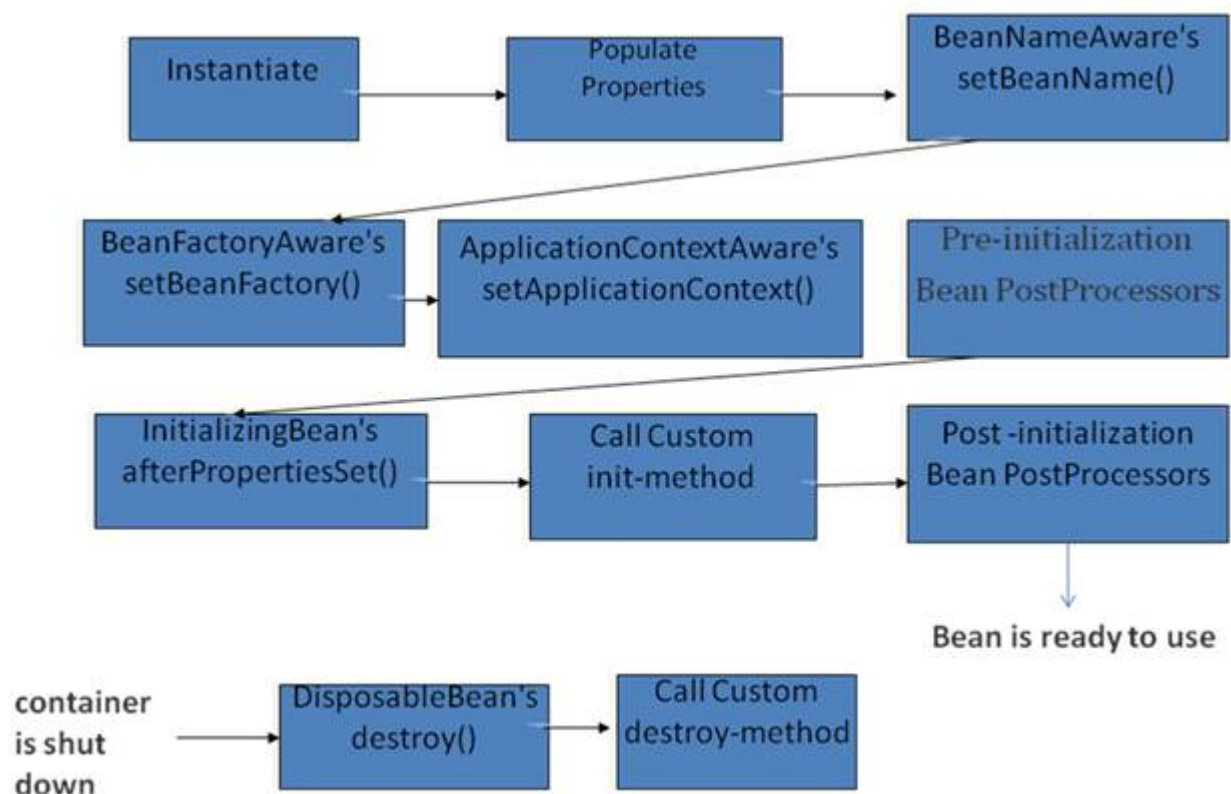 Instantiate
Populate
Properties
BeanNameAware's
setBeanName()
BeanFactoryAware's
setBeanFactory()
ApplicationContextAware's
setApplicationContext()
Pre-initialization
Bean PostProcessors
InitializingBean's
afterPropertiesSet()
Call Custom
init-method
Post -initialization
Bean PostProcessors
Bean is ready to use
container
is shut
down
DisposableBean's
destroy()
Call Custom
destroy-method